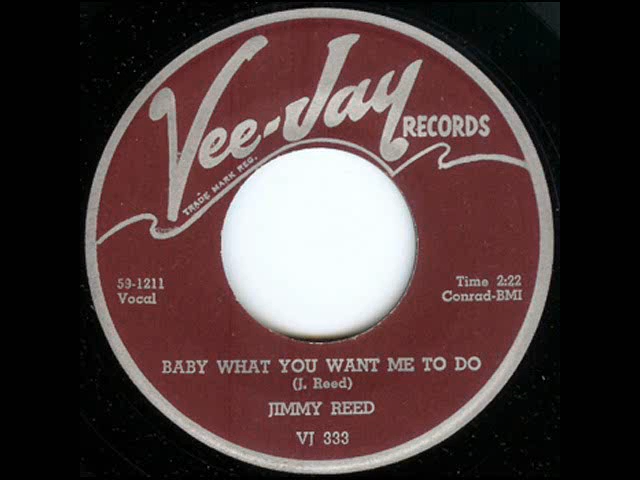 Vee-Jay
RECORDS
TRADE MARK REG.
59-1211
Vocal
Time 2:22
Conrad-BMI
BABY WHAT YOU WANT ME TO DO
(J. Reed)
JIMMY REED
VJ 333